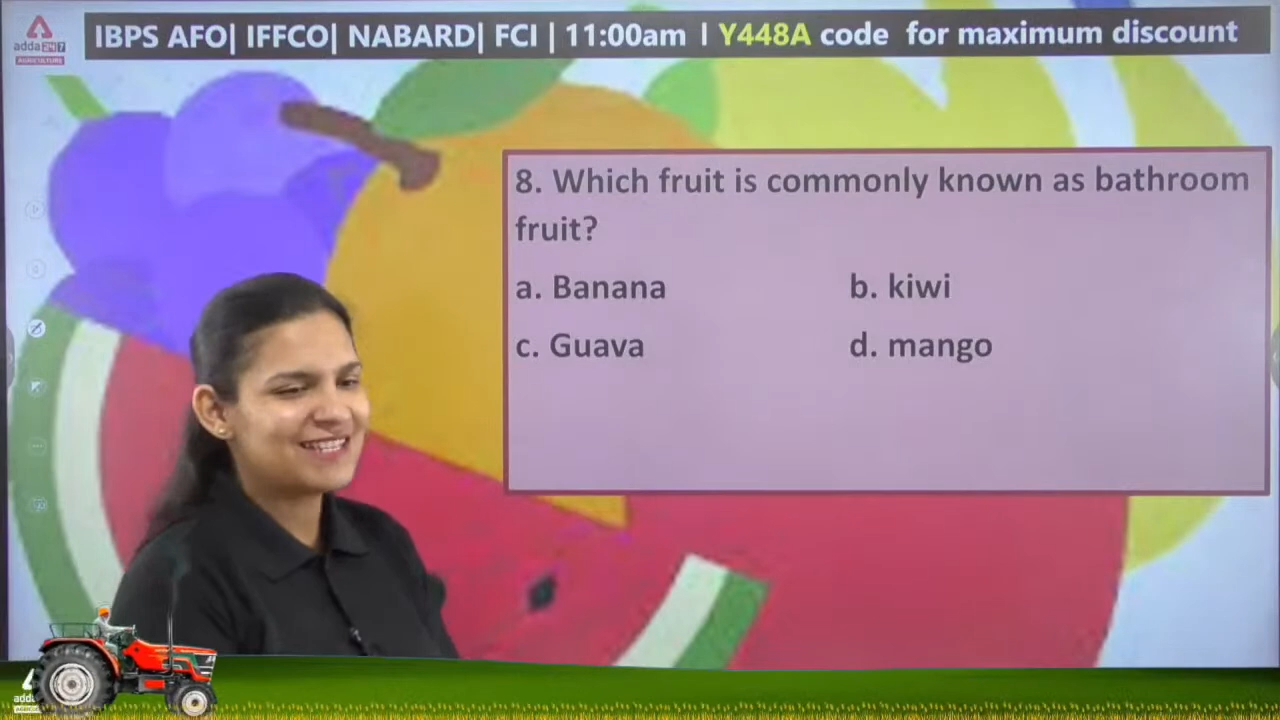 adda247
AGRICULTURE
IBPS AFO| IFFCO| NABARD| FCI | 11:00am I Y448A code for maximum discount
8. Which fruit is commonly known as bathroom
fruit?
a. Banana
b. kiwi
c. Guava
d. mango